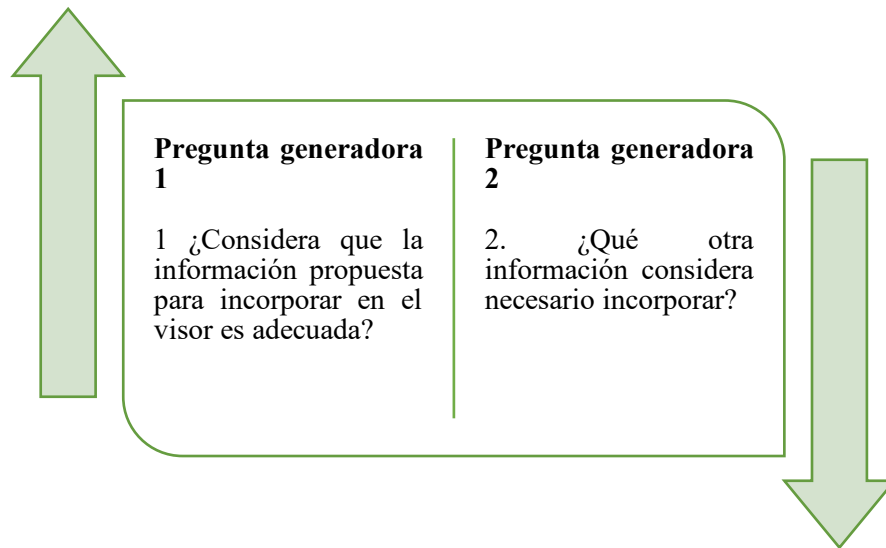 Pregunta generadora
1
1 ¿Considera que la
información propuesta
para incorporar en el
visor es adecuada?
Pregunta generadora
2
2. ¿Qué otra
información considera
necesario incorporar?